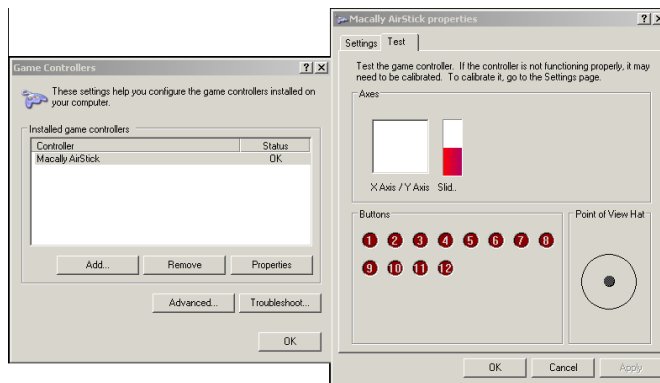 Game Controllers
These settings help you configure the game controllers installed on
your computer.
Installed game controllers
Controller Status
Macally AirStick OK
Add... Remove Properties
Advanced... Troubleshoot...
OK
Macally AirStick properties
Settings Test
Test the game controller. If the controller is not functioning properly, it may
need to be calibrated. To calibrate it, go to the Settings page.
Axes
X Axis / Y Axis Slid..
Buttons
1 2 3 4 5 6 7 8
9 10 11 12
Point of View Hat
OK Cancel Apply